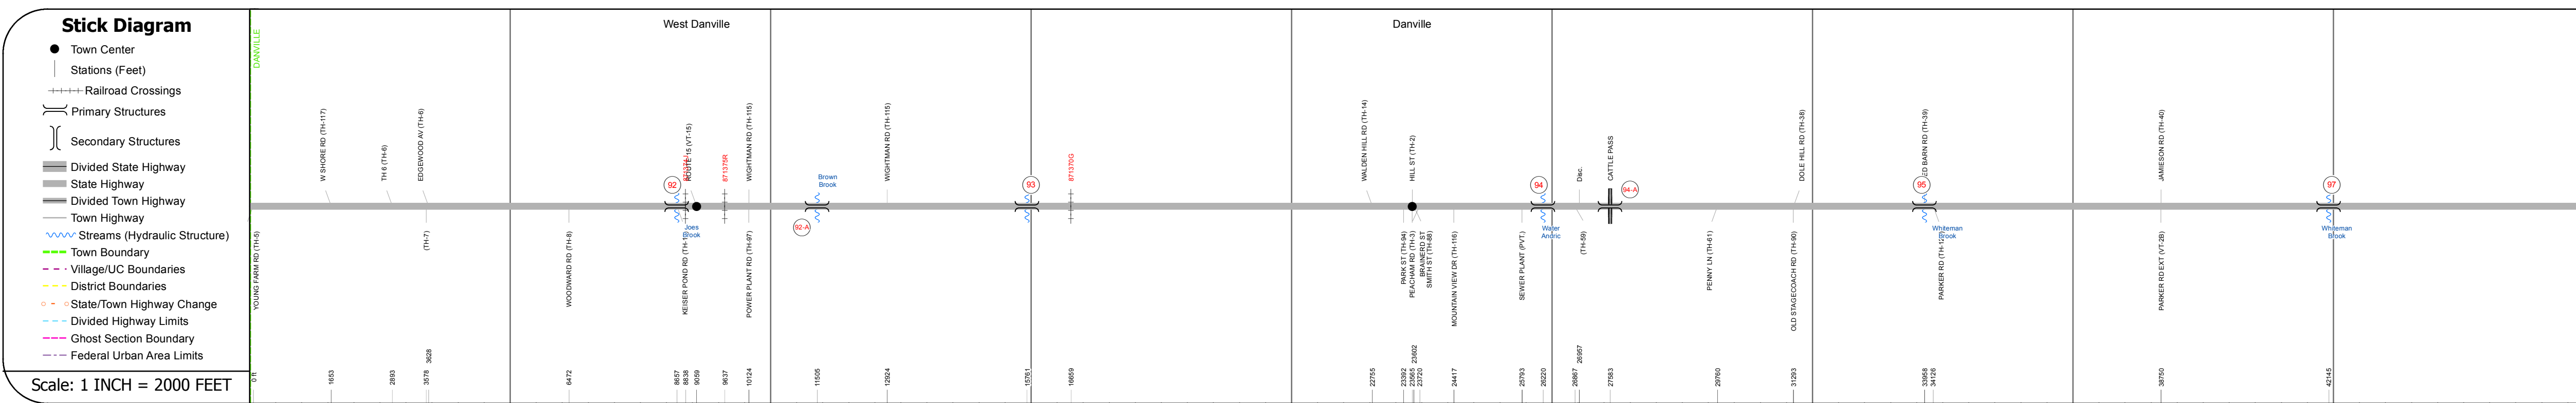 Stick Diagram
Town Center
Stations (Feet)
Railroad Crossings
Primary Structures
Secondary Structures
Divided State Highway
State Highway
Divided Town Highway
Town Highway
Streams (Hydraulic Structure)
Town Boundary
Village/UC Boundaries
District Boundaries
State/Town Highway Change
Divided Highway Limits
Ghost Section Boundary
Federal Urban Area Limits
Scale: 1 INCH = 2000 FEET
West Danville
Danville
DANVILLE
W SHORE RD (TH-117)
TH 6 (TH-6)
EDGEWOOD AV (TH-6)
ROUTE 15 (VT-15)
871375R
WIGHTMAN RD (TH-115)
WIGHTMAN RD (TH-115)
871370G
WALDEN HILL RD (TH-14)
HILL ST (TH-2)
Disc.
CATTLE PASS
DOLE HILL RD (TH-38)
ED BARN RD (TH-39)
JAMIESON RD (TH-40)
92
Brown
Brook
93
94
94-A
95
97
92-A
Joes
Brook
Water
Andric
Whiteman
Brook
Whiteman
Brook
YOUNG FARM RD (TH-5)
(TH-7)
WOODWARD RD (TH-8)
KEISER POND RD
POWER PLANT RD (TH-97)
PARK ST (TH-94)
PEACHAM RD (TH-3)
BRAINERD ST
SMITH ST (TH-88)
MOUNTAIN VIEW DR (TH-116)
SEWER PLANT (PVT.)
(TH-59)
PENNY LN (TH-61)
OLD STAGECOACH RD (TH-90)
PARKER RD
PARKER RD EXT (VT-2B)
0 ft
1653
2893
3578
3628
6472
8657
8838
9059
9637
10124
11505
12924
15761
16659
22755
23392
23565
23602
23720
24417
25793
26220
26867
26957
27583
29760
31293
33958
34126
38750
42145